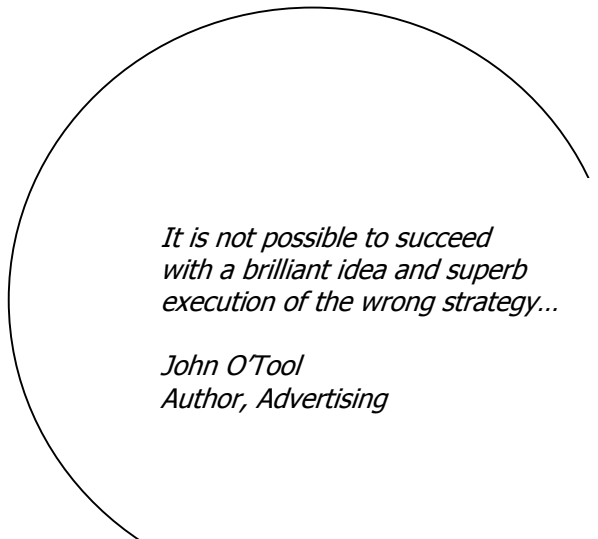 It is not possible to succeed
with a brilliant idea and superb
execution of the wrong strategy…
John O’Tool
Author, Advertising